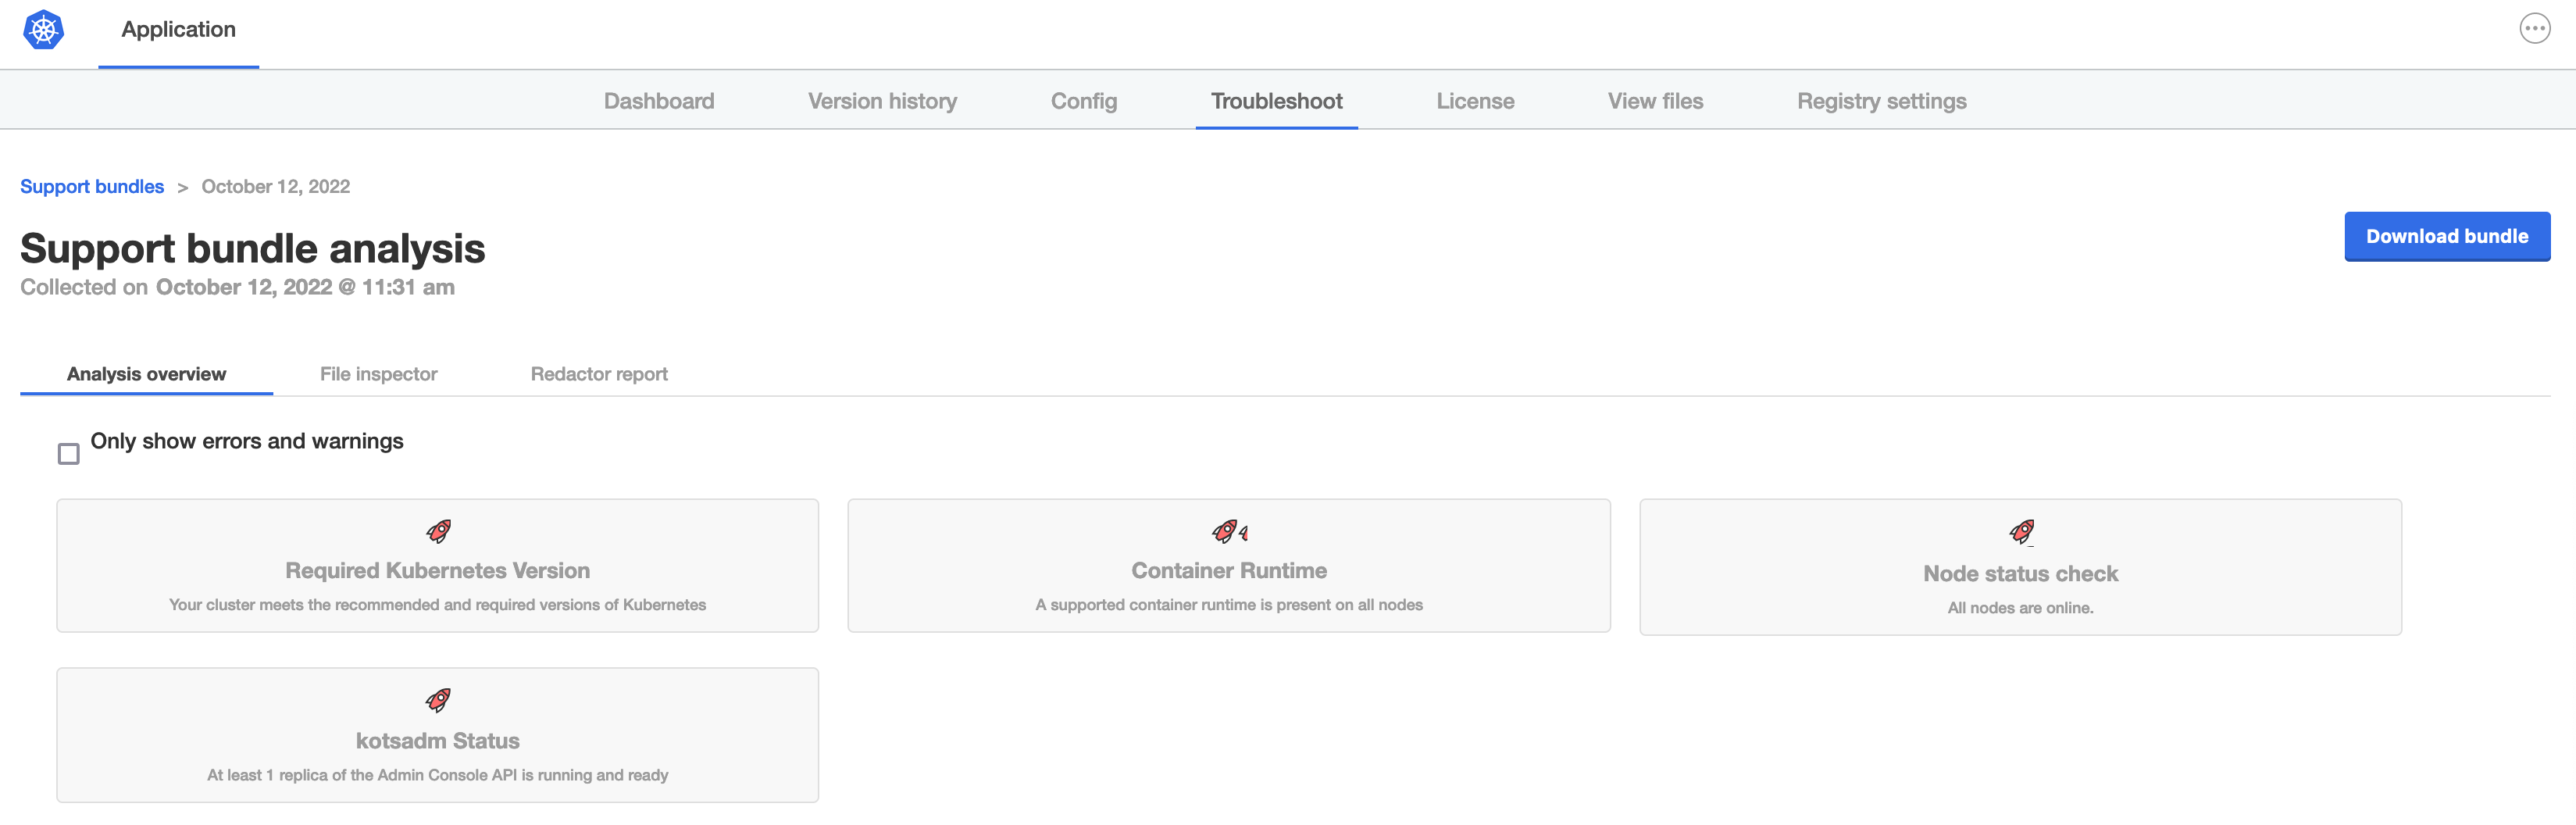 Application
Dashboard Version history Config Troubleshoot License View files Registry settings
Support bundles > October 12, 2022
Support bundle analysis
Download bundle
Collected on October 12, 2022 @ 11:31 am
Analysis overview File inspector Redactor report
Only show errors and warnings
Required Kubernetes Version
Your cluster meets the recommended and required versions of Kubernetes
Container Runtime
A supported container runtime is present on all nodes
Node status check
All nodes are online.
kotsadm Status
At least 1 replica of the Admin Console API is running and ready